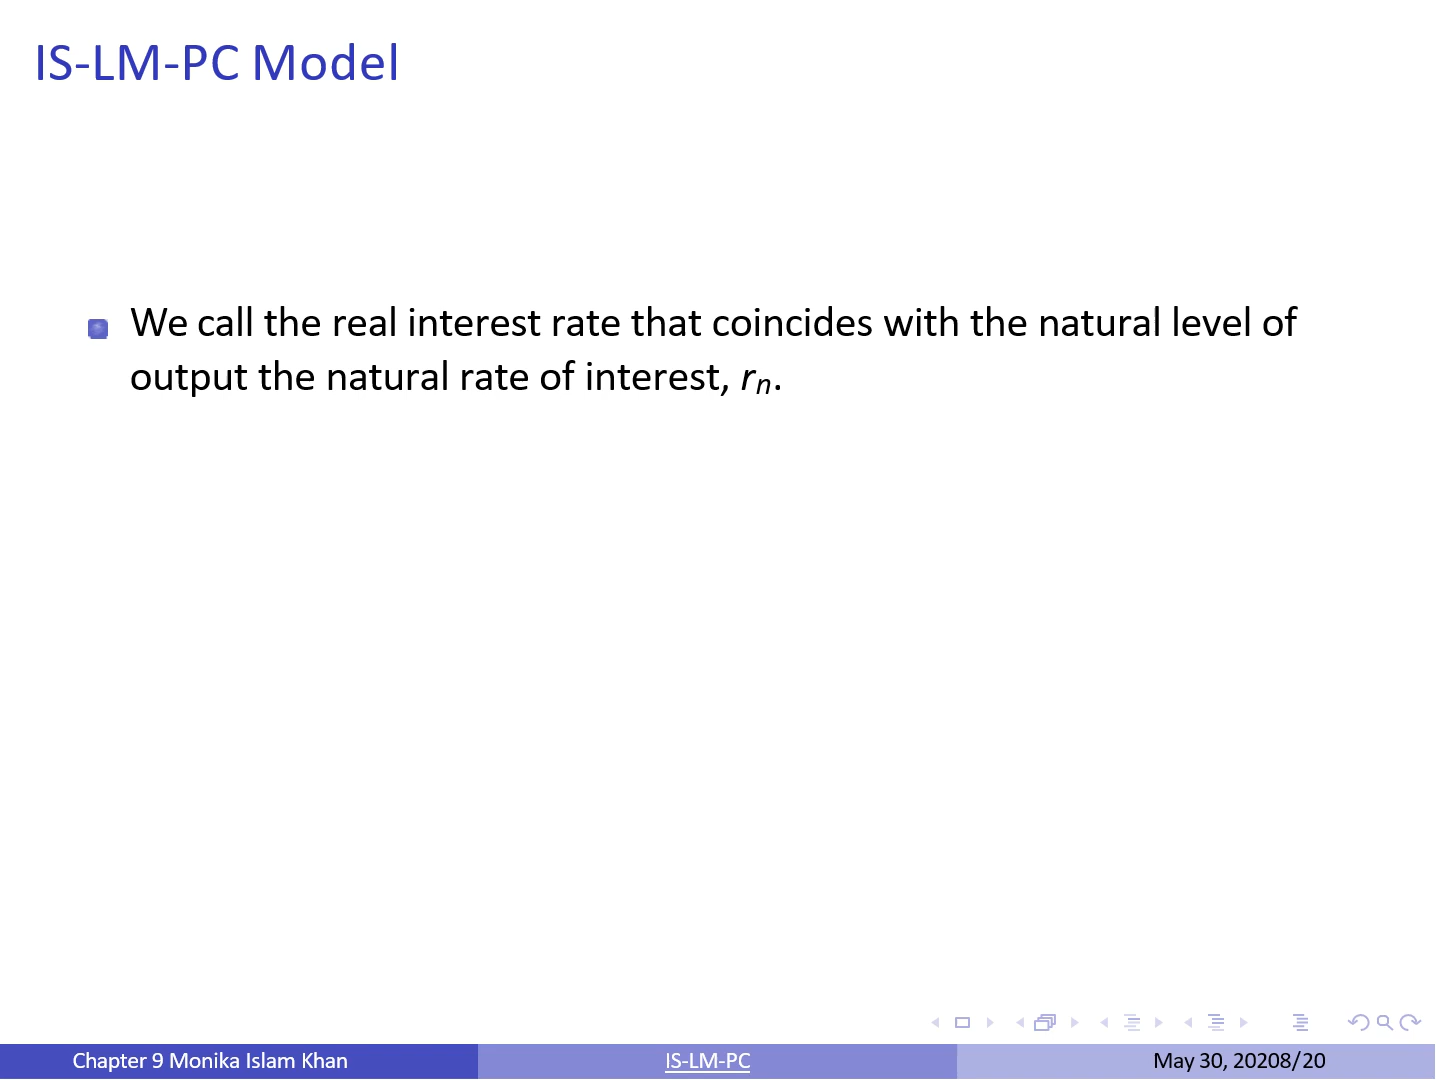 IS-LM-PC Model
We call the real interest rate that coincides with the natural level of
output the natural rate of interest, rn.
Chapter 9 Monika Islam Khan
IS-LM-PC
May 30, 20208/20